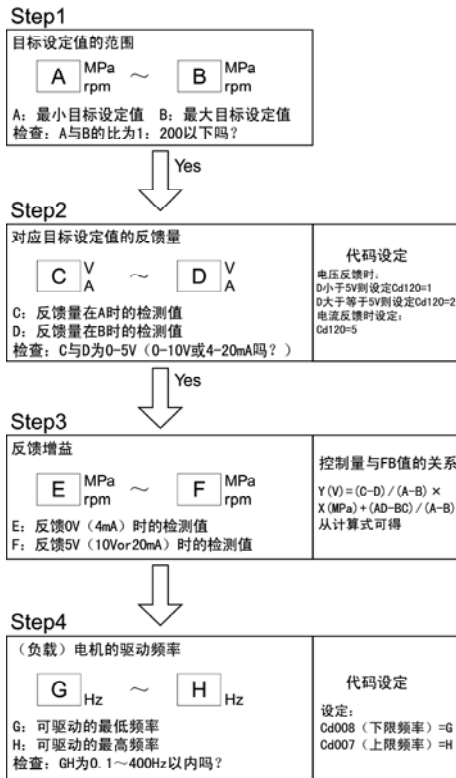 Step1
目标设定值的范围
A MPa rpm ～ B MPa rpm
A: 最小目标设定值 B: 最大目标设定值
检查: A与B的比为1: 200以下吗?
Yes
Step2
对应目标设定值的反馈量
C V A ～ D V A
C: 反馈量在A时的检测值
D: 反馈量在B时的检测值
检查: C与D为0-5V (0-10V或4-20mA吗? )
代码设定
电压反馈时:
D小于5V则设定Cd120=1
D大于等于5V则设定Cd120=2
电流反馈时设定:
Cd120=5
Yes
Step3
反馈增益
E MPa rpm ～ F MPa rpm
E: 反馈0V (4mA) 时的检测值
F: 反馈5V (10Vor20mA) 时的检测值
控制量与FB值的关系
Y(V)=(C-D)/(A-B)×
X(MPa)+(AD-BC)/(A-B)
从计算式可得
Step4
(负载) 电机的驱动频率
G Hz ～ H Hz
G: 可驱动的最低频率
H: 可驱动的最高频率
检查: GH为0.1～400Hz以内吗?
代码设定
设定:
Cd008 (下限频率) =G
Cd007 (上限频率) =H